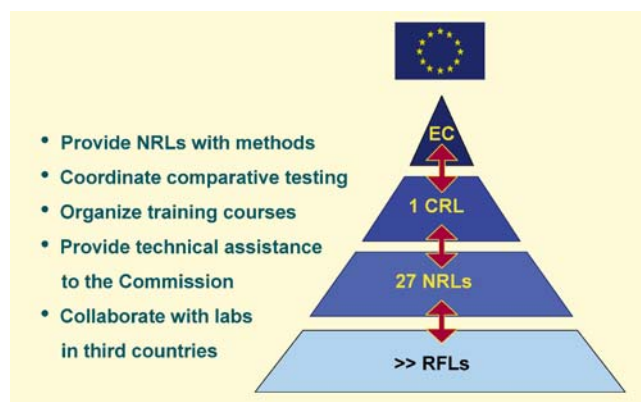 • Provide NRLs with methods
• Coordinate comparative testing
• Organize training courses
• Provide technical assistance
to the Commission
• Collaborate with labs
in third countries
EC
1 CRL
27 NRLs
>> RFLs